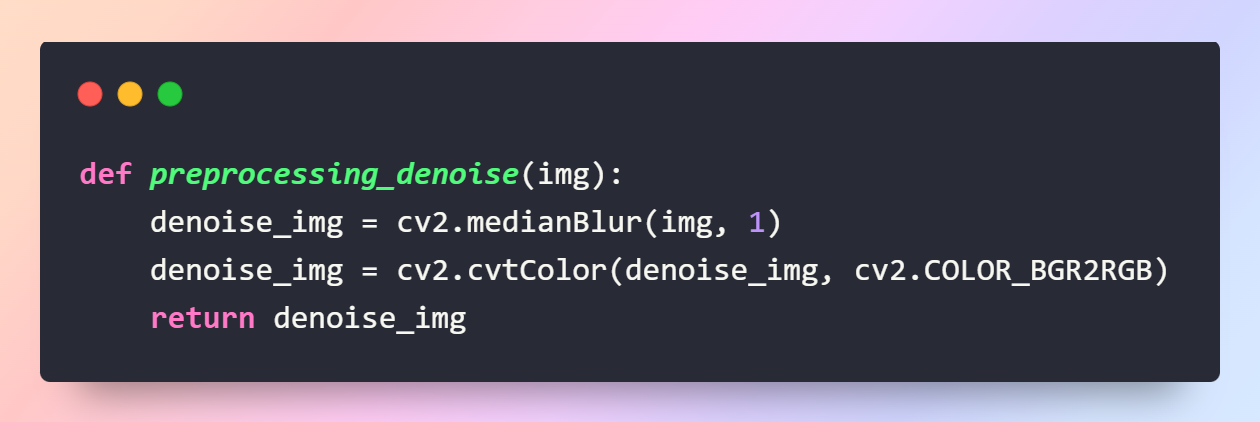 def preprocessing_denoise(img):
    denoise_img = cv2.medianBlur(img, 1)
    denoise_img = cv2.cvtColor(denoise_img, cv2.COLOR_BGR2RGB)
    return denoise_img